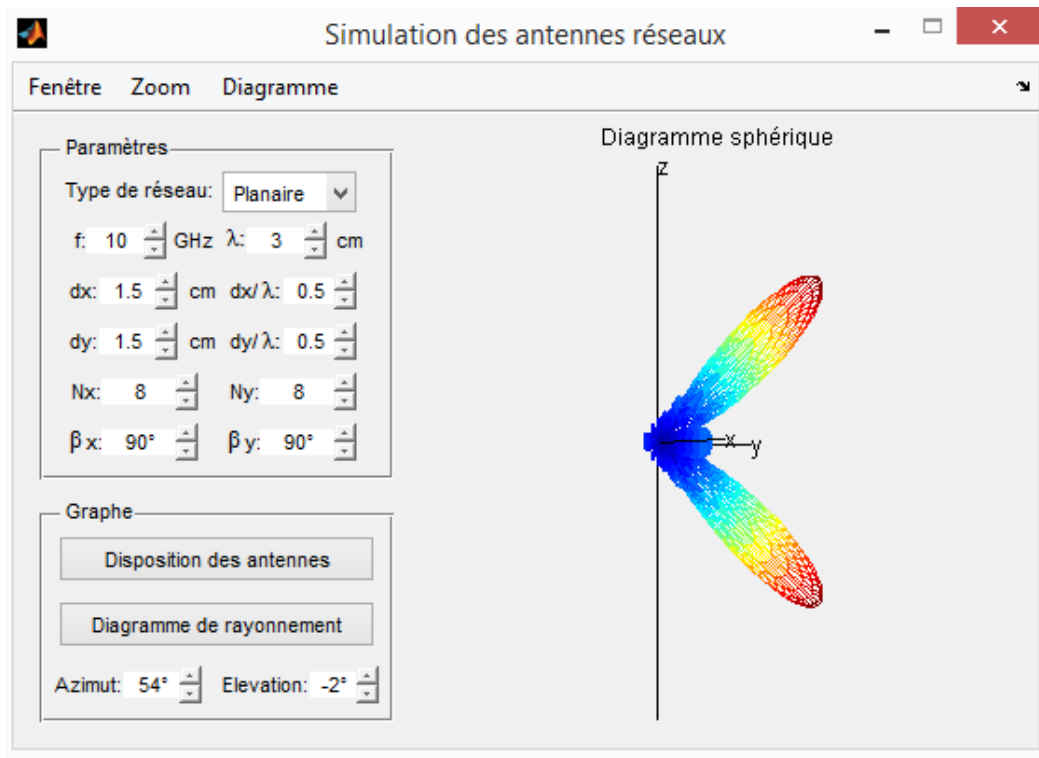 Simulation des antennes réseaux
Fenêtre Zoom Diagramme
Paramètres
Type de réseau: Planaire
f: 10 GHz λ: 3 cm
dx: 1.5 cm dx/λ: 0.5
dy: 1.5 cm dy/λ: 0.5
Nx: 8 Ny: 8
βx: 90° βy: 90°
Graphe
Disposition des antennes
Diagramme de rayonnement
Azimut: 54° Elevation: -2°
Diagramme sphérique
z
x
y